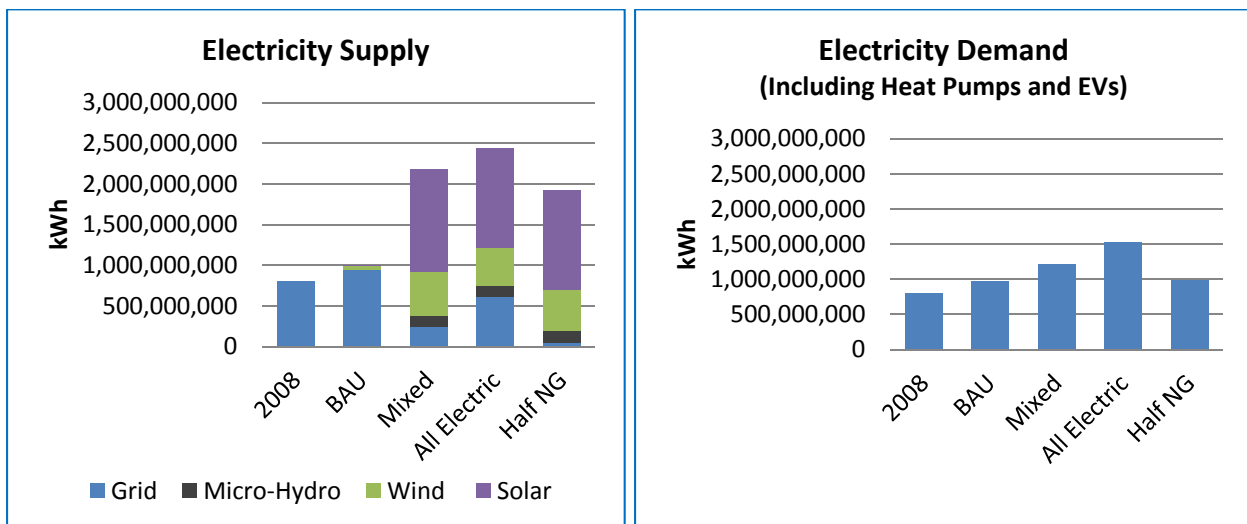 Electricity Supply
3,000,000,000
2,500,000,000
2,000,000,000
1,500,000,000
1,000,000,000
500,000,000
0
kWh
2008
BAU
Mixed
All Electric
Half NG
Grid
Micro-Hydro
Wind
Solar
Electricity Demand
(Including Heat Pumps and EVs)
3,000,000,000
2,500,000,000
2,000,000,000
1,500,000,000
1,000,000,000
500,000,000
0
kWh
2008
BAU
Mixed
All Electric
Half NG